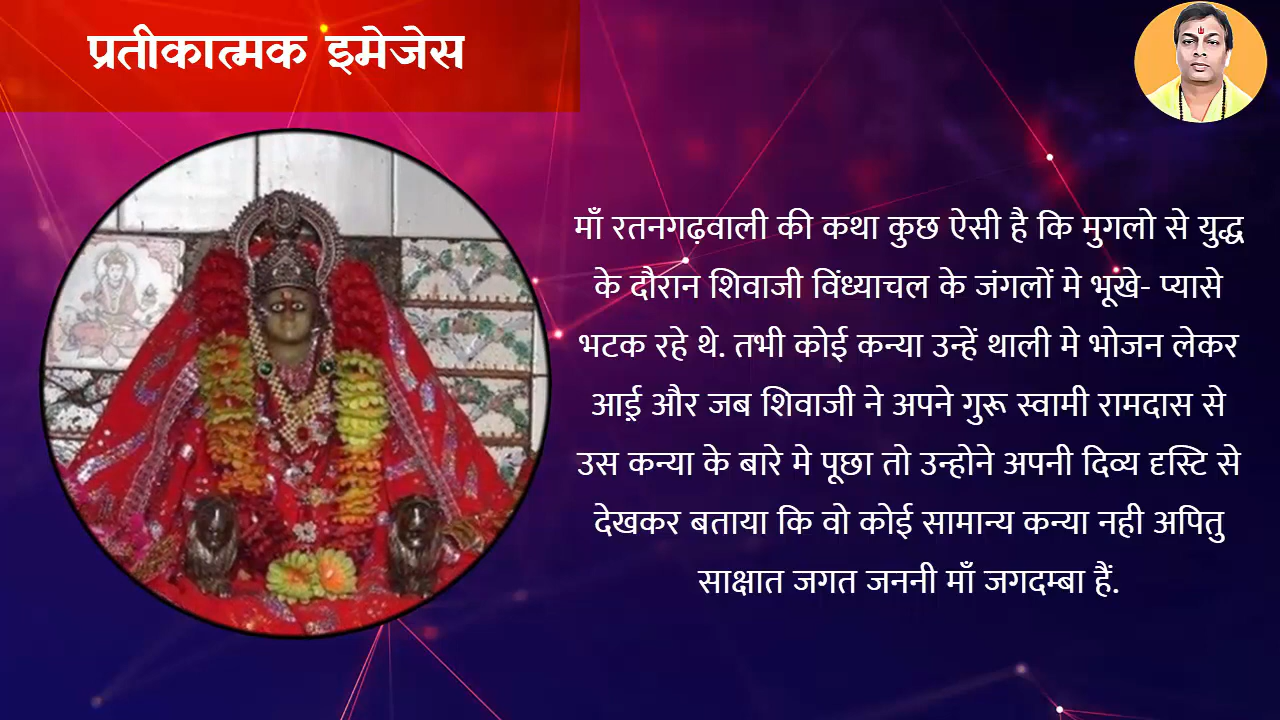 प्रतीकात्मक इमेजेस
माँ रतनगढ़वाली की कथा कुछ ऐसी है कि मुगलो से युद्ध
के दौरान शिवाजी विंध्याचल के जंगलों मे भूखे- प्यासे
भटक रहे थे. तभी कोई कन्या उन्हें थाली मे भोजन लेकर
आई़ और जब शिवाजी ने अपने गुरू स्वामी रामदास से
उस कन्या के बारे मे पूछा तो उन्होने अपनी दिव्य दृस्टि से
देखकर बताया कि वो कोई सामान्य कन्या नही अपितु
साक्षात जगत जननी माँ जगदम्बा हैं.